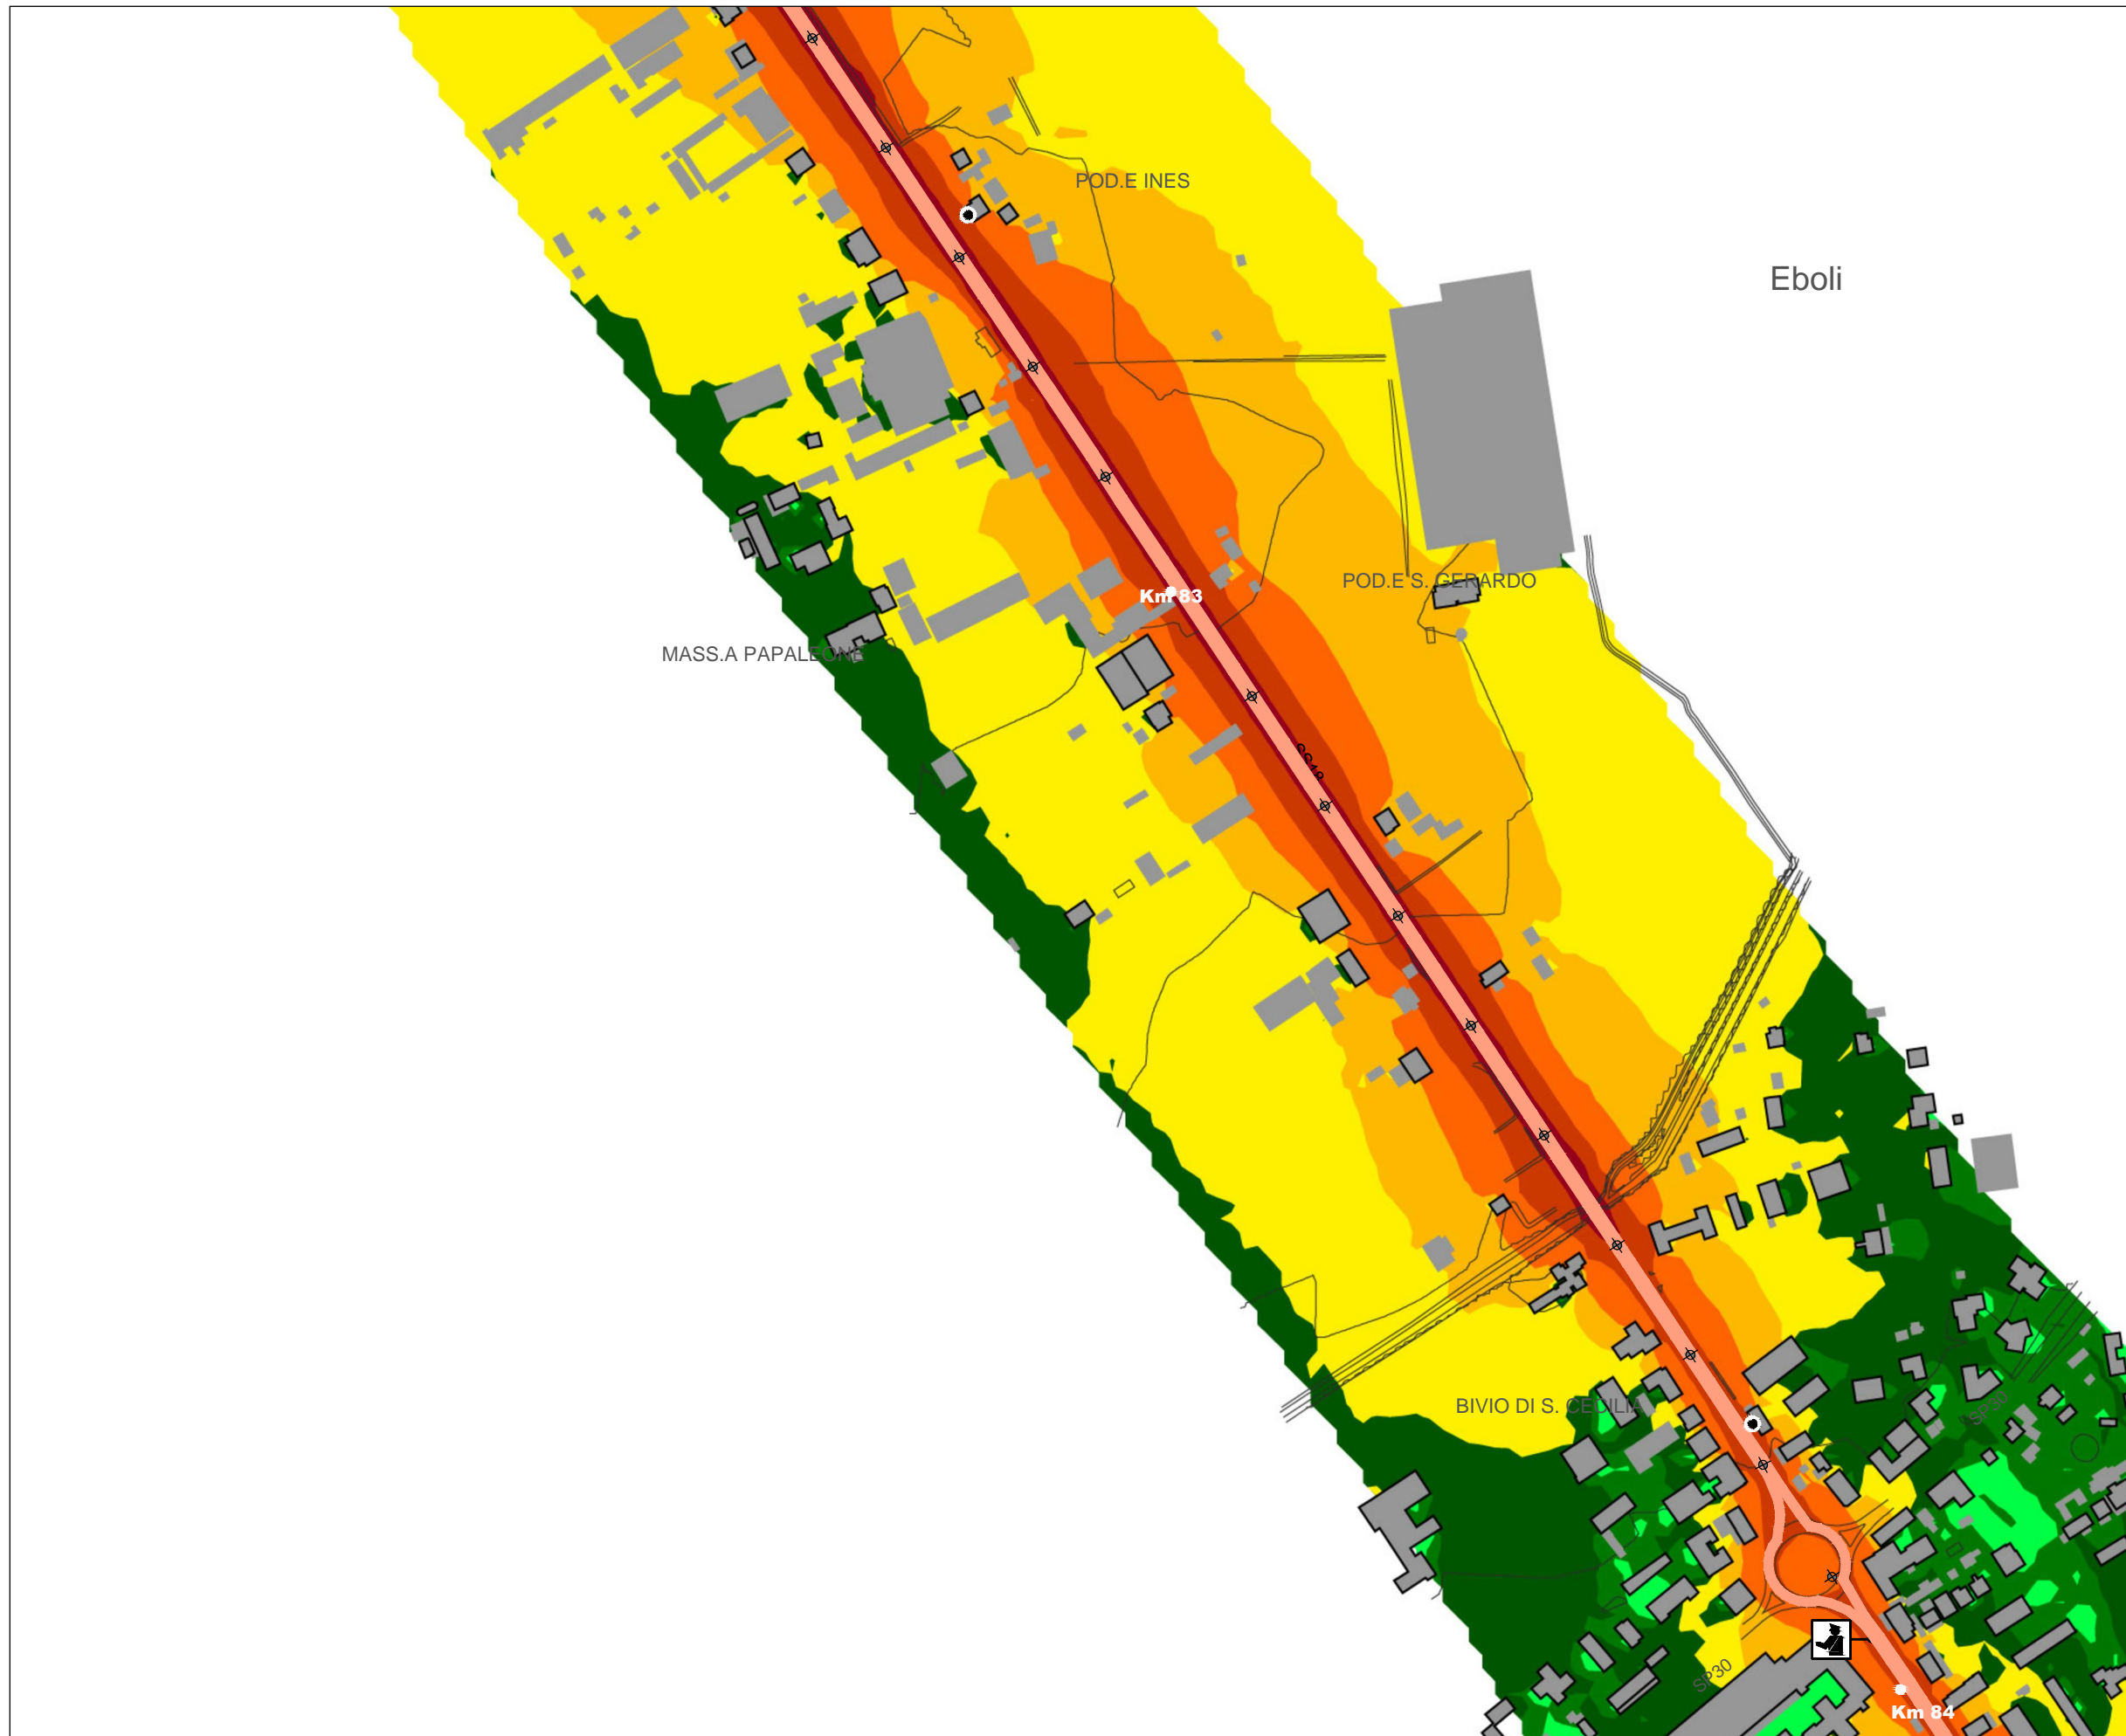 POD.E INES
Eboli
POD.E S. GERARDO
Km 83
MASS.A PAPALEONE
BIVIO DI S. CECILIA
SP30
SP30
Km 84